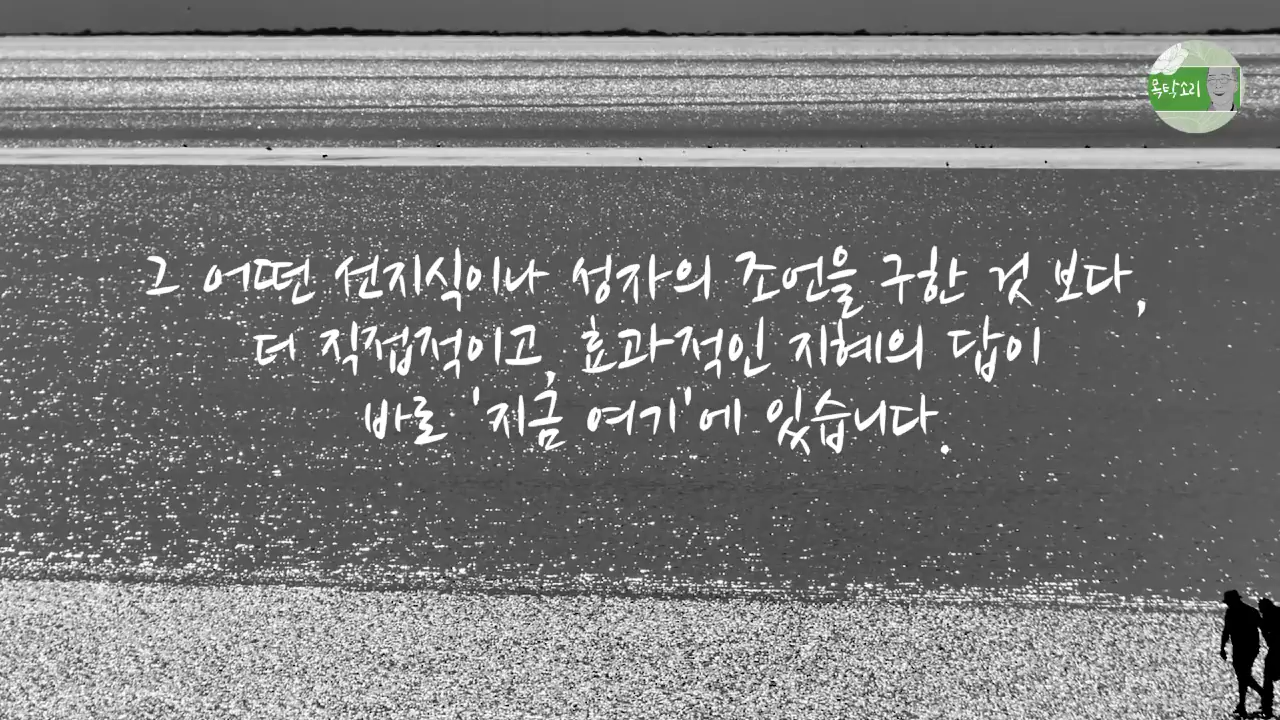 목탁소리
그 어떤 선지식이나 성자의 조언을 구한 것 보다,
더 직접적이고, 효과적인 지혜의 답이
바로 '지금 여기'에 있습니다.